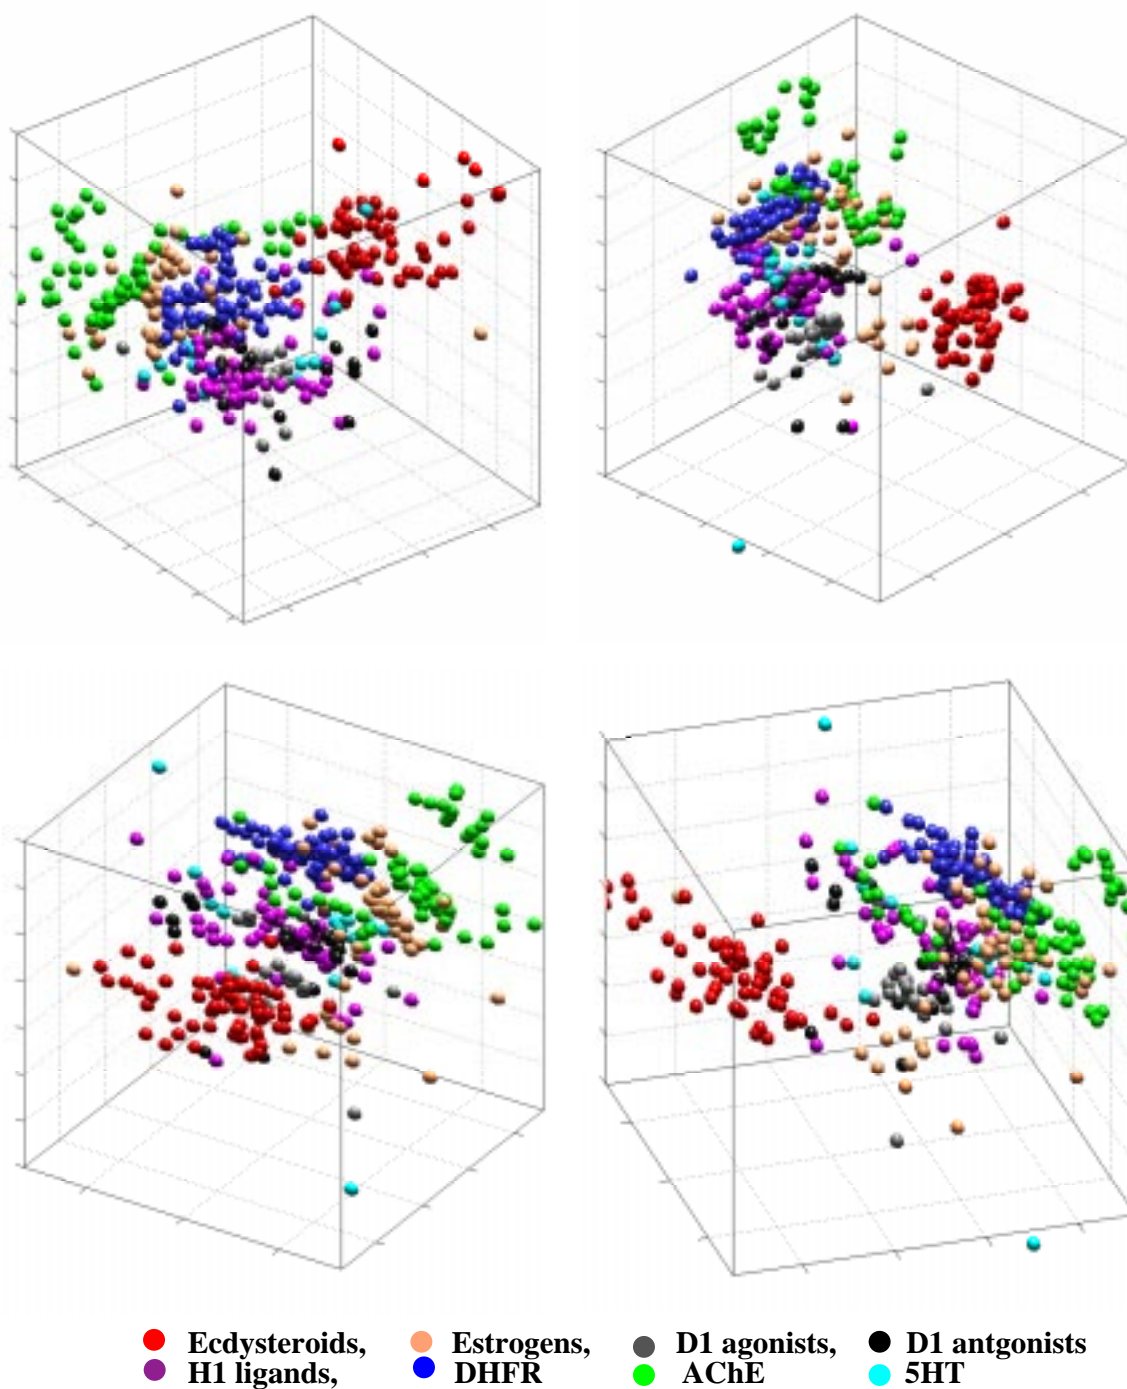 Ecdysteroids, Estrogens, D1 agonists, D1 antgonists
H1 ligands, DHFR AChE 5HT